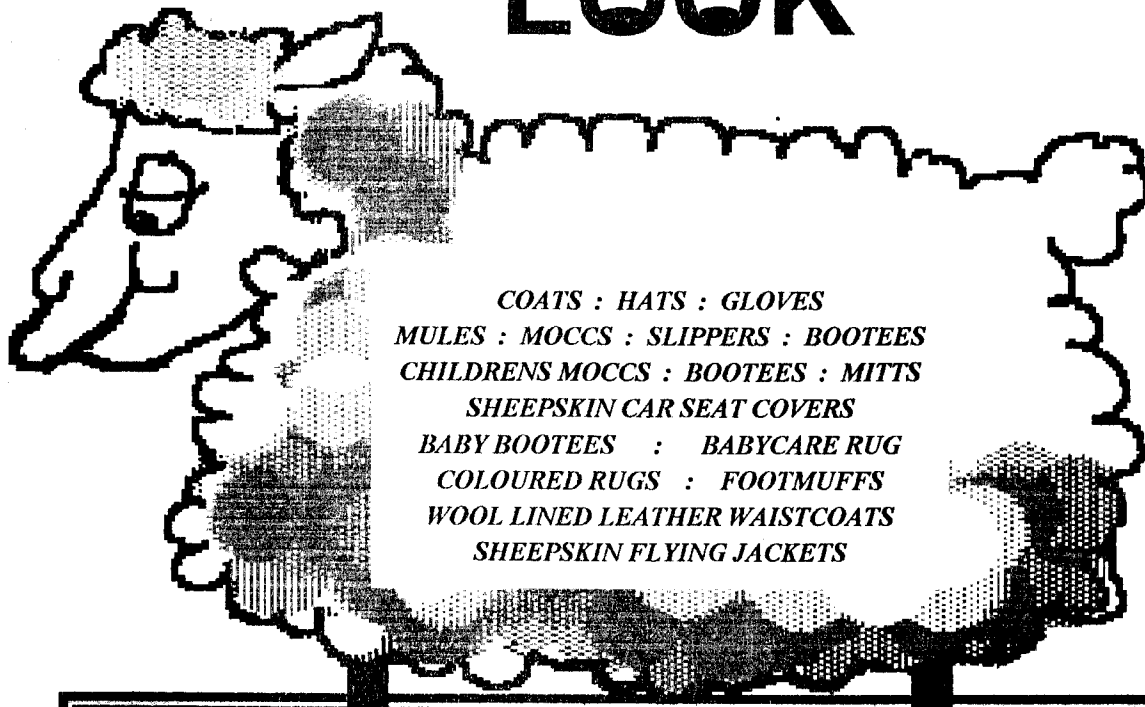 LOOK
COATS : HATS : GLOVES
MULES : MOCCS : SLIPPERS : BOOTEES
CHILDRENS MOCCS : BOOTEES : MITTS
SHEEPSKIN CAR SEAT COVERS
BABY BOOTEES : BABYCARE RUG
COLOURED RUGS : FOOTMUFFS
WOOL LINED LEATHER WAISTCOATS
SHEEPSKIN FLYING JACKETS